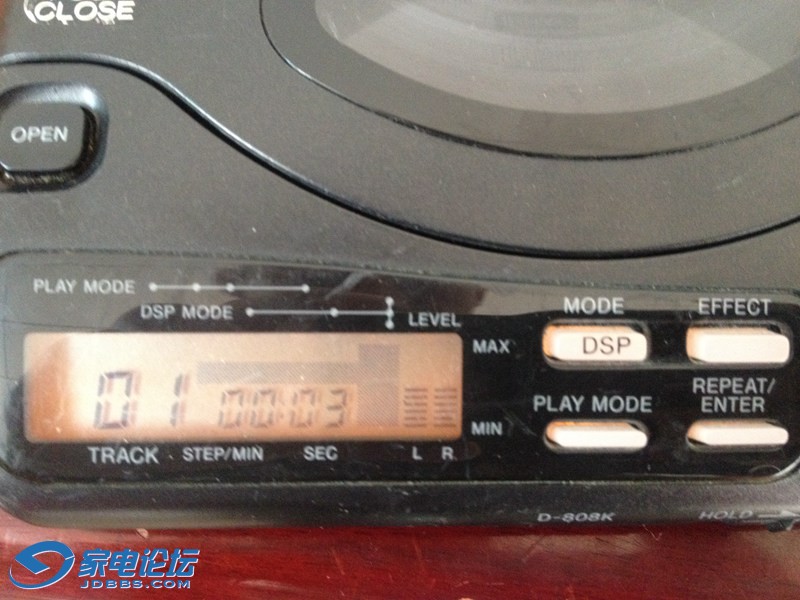 CLOSE
OPEN
PLAY MODE
DSP MODE
LEVEL
MODE
EFFECT
MAX
DSP
01 00:03
PLAY MODE
REPEAT/
ENTER
MIN
TRACK STEP/MIN SEC L R
D-808K
HOLD
家电论坛
JDBBS.COM